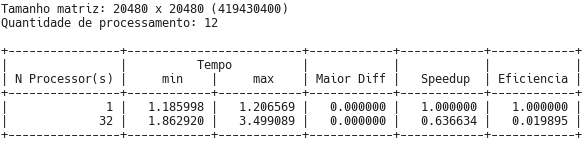 Tamanho matriz: 20480 x 20480 (419430400)
Quantidade de processamento: 12
+----------------+-----------+------------+------------+------------+------------+
|                |         Tempo          |            |            |            |
| N Processor(s) |     min   |     max    | Maior Diff |   Speedup  | Eficiencia |
+----------------+-----------+------------+------------+------------+------------+
|              1 |  1.185998 |   1.206569 |   0.000000 |   1.000000 |   1.000000 |
|             32 |  1.862920 |   3.499089 |   0.000000 |   0.636634 |   0.019895 |
+----------------+-----------+------------+------------+------------+------------+